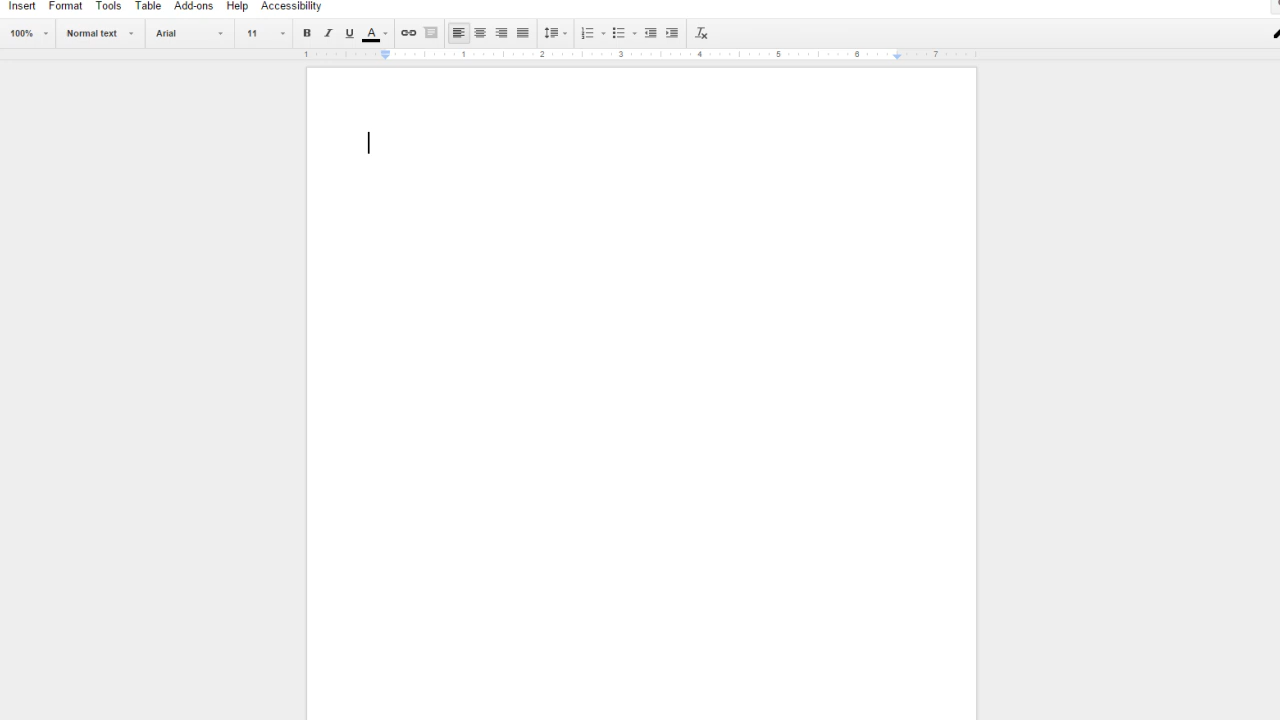 Insert Format Tools Table Add-ons Help Accessibility
100% Normal text Arial 11 B I U A
1 1 2 3 4 5 6 7